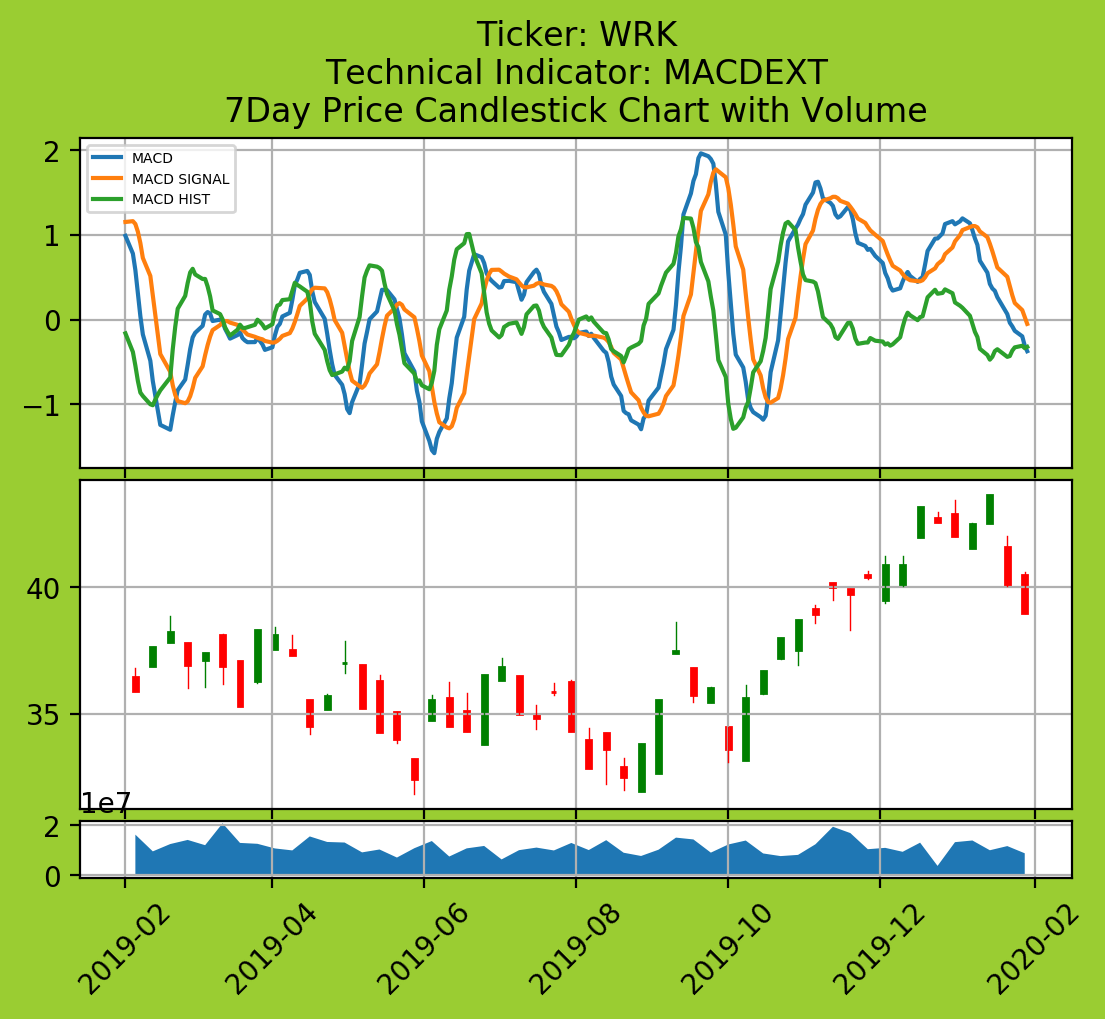 Ticker: WRK
Technical Indicator: MACDEXT
7Day Price Candlestick Chart with Volume
MACD
MACD SIGNAL
MACD HIST
2
1
0
−1
40
35
1e7
2
0
2019-02
2019-04
2019-06
2019-08
2019-10
2019-12
2020-02